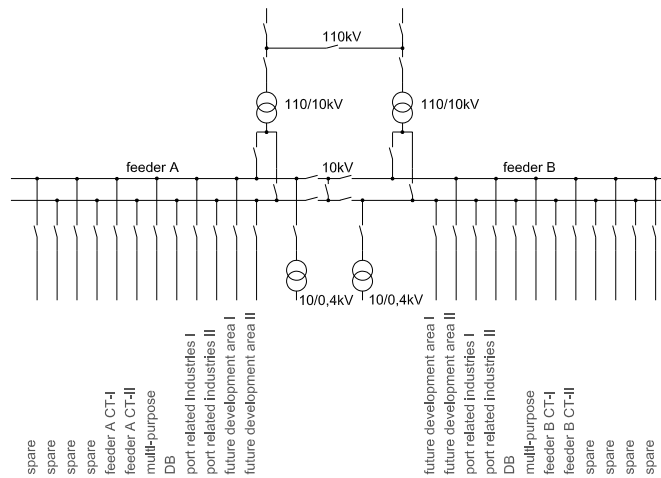 110kV
110/10kV
110/10kV
feeder A
10kV
feeder B
10/0,4kV
10/0,4kV
spare
spare
spare
spare
feeder A CT-I
feeder A CT-II
multi-purpose
DB
port related Industries I
port related Industries II
future development area I
future development area II
future development area I
future development area II
port related Industries I
port related Industries II
DB
multi-purpose
feeder B CT-I
feeder B CT-II
spare
spare
spare
spare